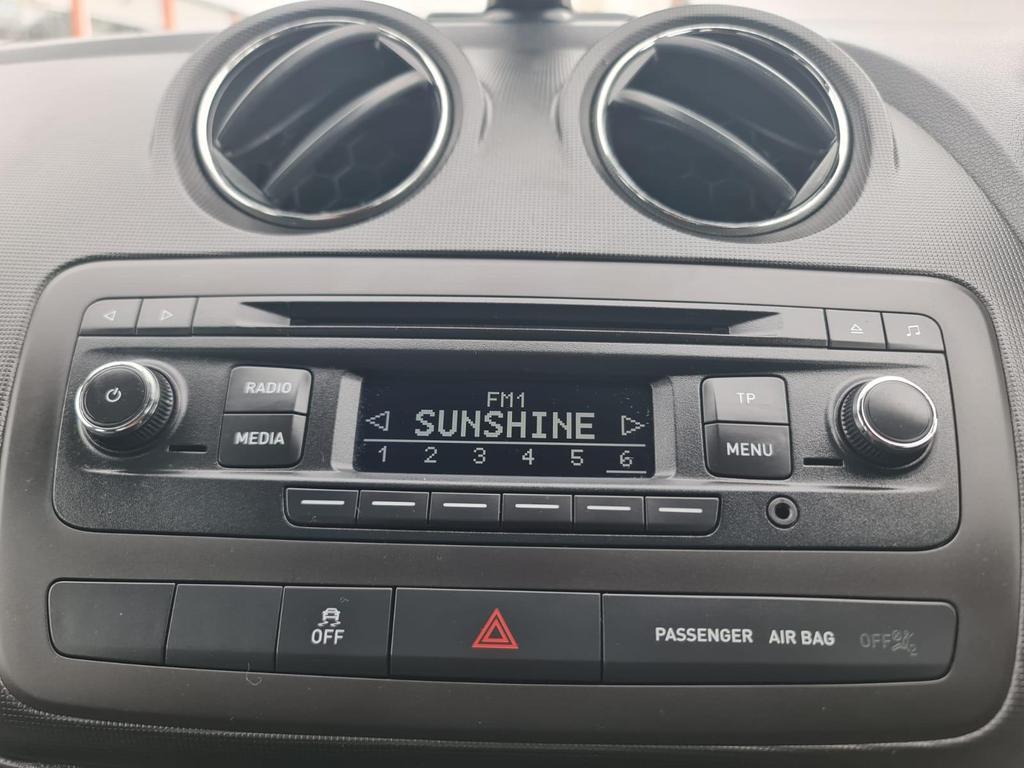 RADIO
MEDIA
FM1
SUNSHINE
1 2 3 4 5 6
TP
MENU
OFF
PASSENGER AIR BAG OFF